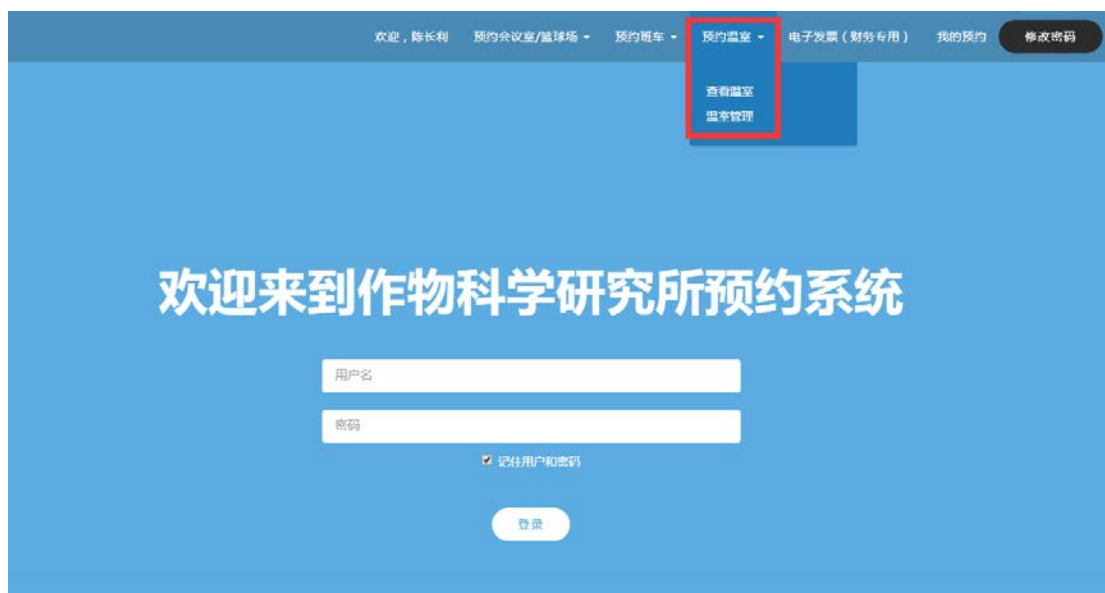 欢迎，陈长利 预约会议室/篮球场 预约班车 预约温室 电子发票（财务专用） 我的预约 修改密码
查看温室
温室管理
欢迎来到作物科学研究所预约系统
用户名
密码
记住用户和密码
登录